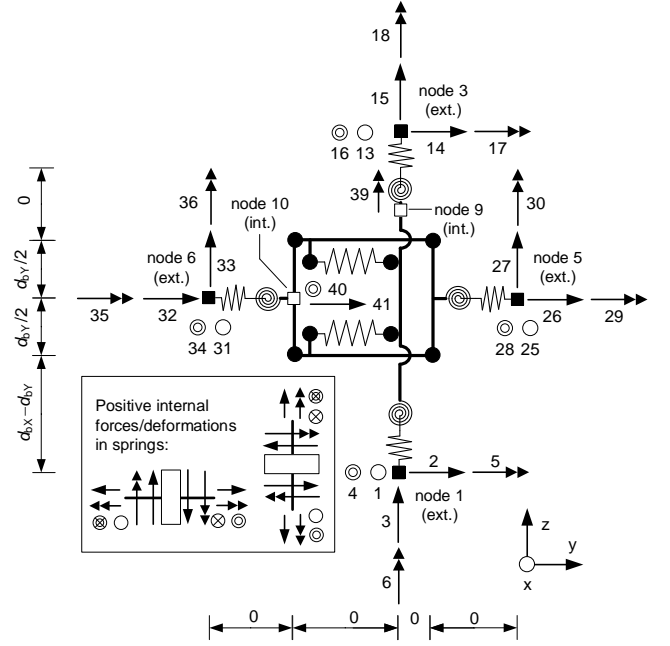 18
15
node 3
(ext.)
16 13
14
17
0
36
39
30
node 10
(int.)
node 9
(int.)
d_bY/2
node 6
(ext.)
33
27
node 5
(ext.)
40
41
35
32
26
29
d_bY/2
34 31
28 25
d_bX−d_bY
Positive internal
forces/deformations
in springs:
2
5
4
1
node 1
(ext.)
3
z
y
x
6
0
0
0
0